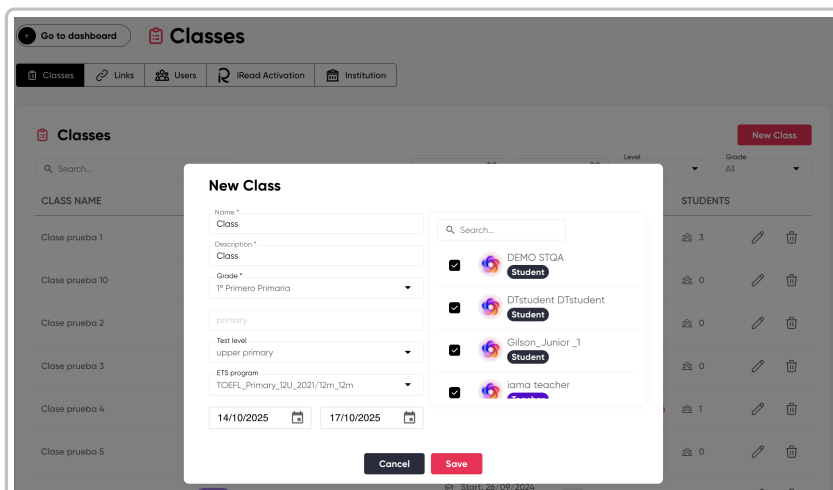 Go to dashboard
Classes
Classes
Links
Users
iRead Activation
Institution
Classes
New Class
Search...
Level
Grade
All
CLASS NAME
STUDENTS
Clase prueba 1
3
Clase prueba 10
0
Clase prueba 2
0
Clase prueba 3
0
Clase prueba 4
1
Clase prueba 5
0
Start: 26/09/2024
New Class
Name *
Class
Description *
Class
Grade *
1º Primero Primaria
primary
Test level
upper primary
ETS program
TOEFL_Primary_12U_2021/12m_12m
14/10/2025
17/10/2025
Search...
DEMO STQA
Student
DTstudent DTstudent
Student
Gilson_Junior _1
Student
iama teacher
Teacher
Cancel
Save